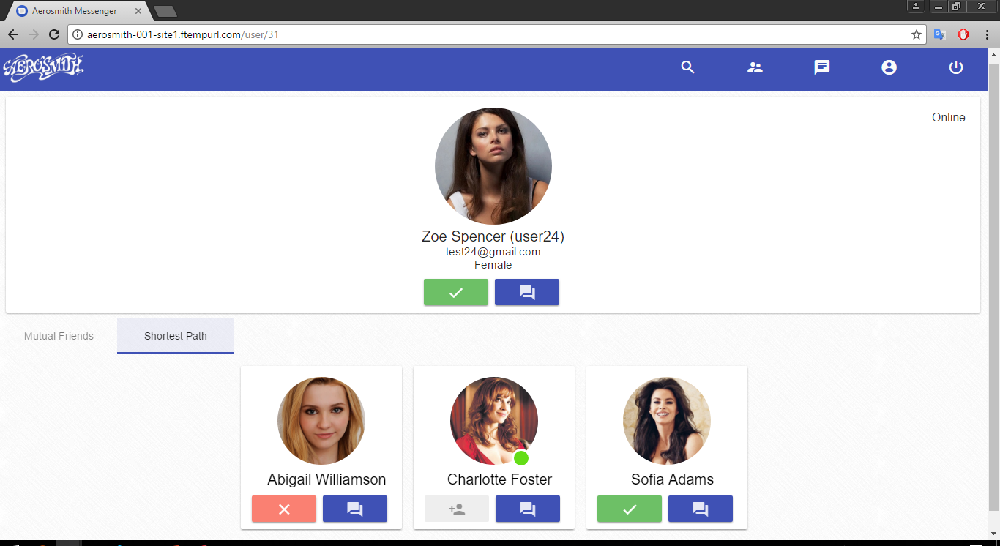 Aerosmith Messenger
aerosmith-001-site1.ftempurl.com/user/31
AEROSMITH
Online
Zoe Spencer (user24)
test24@gmail.com
Female
Mutual Friends
Shortest Path
Abigail Williamson
Charlotte Foster
Sofia Adams